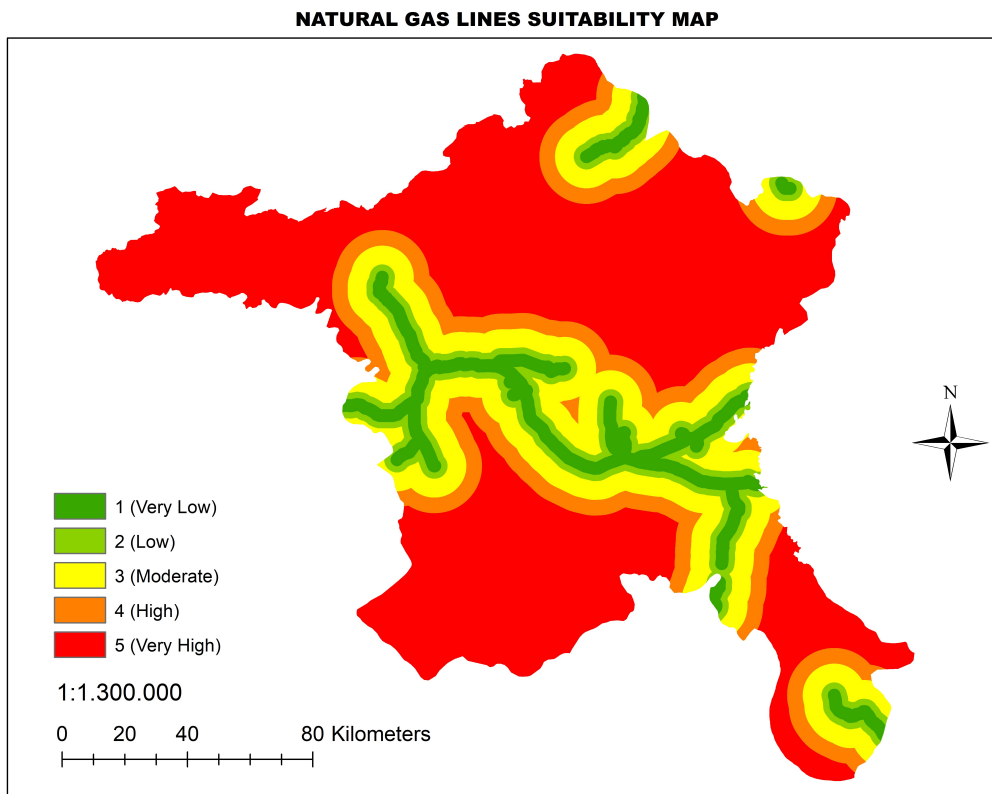 NATURAL GAS LINES SUITABILITY MAP
N
1 (Very Low)
2 (Low)
3 (Moderate)
4 (High)
5 (Very High)
1:1.300.000
0 20 40 80 Kilometers